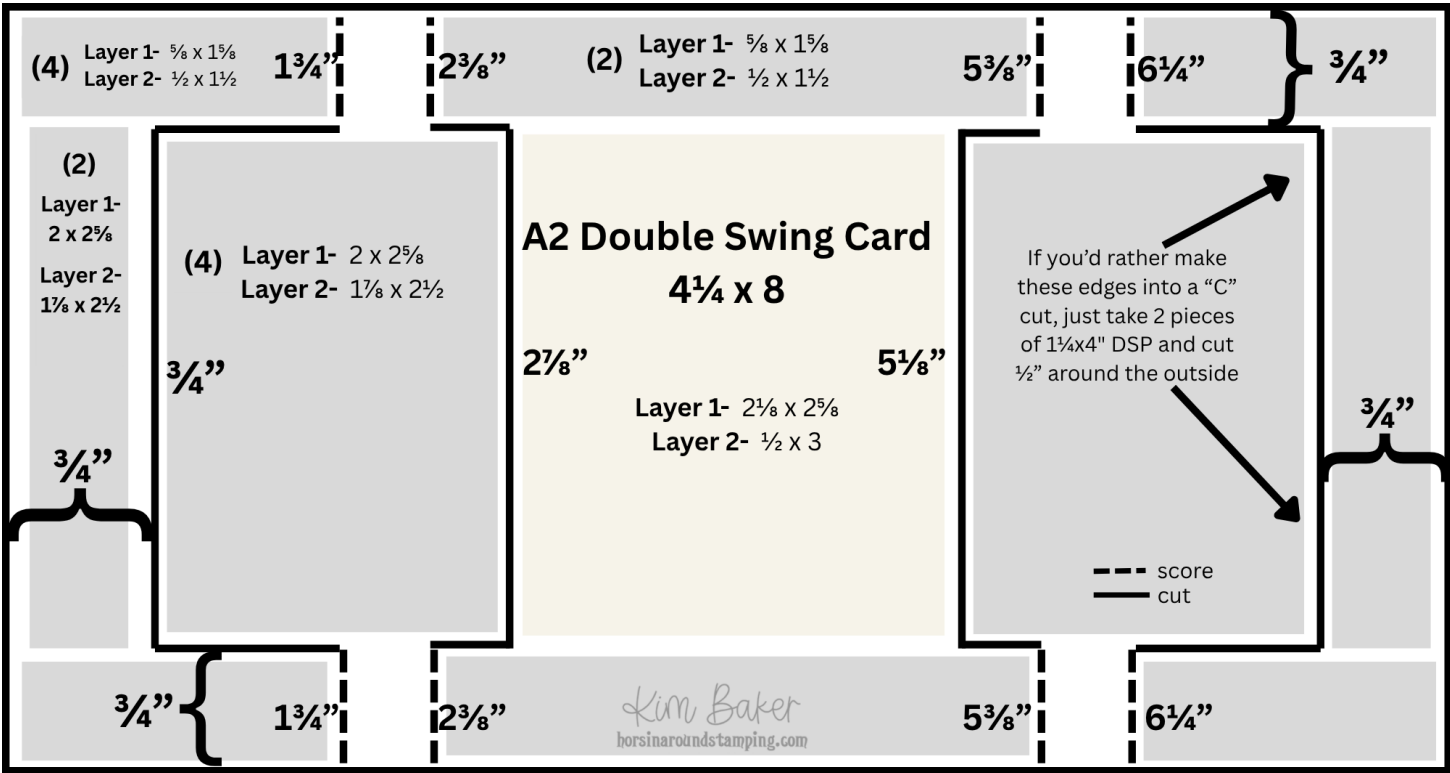 (4) Layer 1- ⅝ x 1⅝
Layer 2- ½ x 1½
1¾”
2⅜”
(2) Layer 1- ⅝ x 1⅝
Layer 2- ½ x 1½
5⅜”
6¼”
¾”
(2)
Layer 1-
2 x 2⅝
Layer 2-
1⅞ x 2½
(4) Layer 1- 2 x 2⅝
Layer 2- 1⅞ x 2½
¾”
¾”
A2 Double Swing Card
4¼ x 8
2⅞”
5⅛”
Layer 1- 2⅛ x 2⅝
Layer 2- ½ x 3
If you’d rather make
these edges into a “C”
cut, just take 2 pieces
of 1¼x4" DSP and cut
½” around the outside
score
cut
¾”
¾”
1¾”
2⅜”
Kim Baker
horsinaroundstamping.com
5⅜”
6¼”